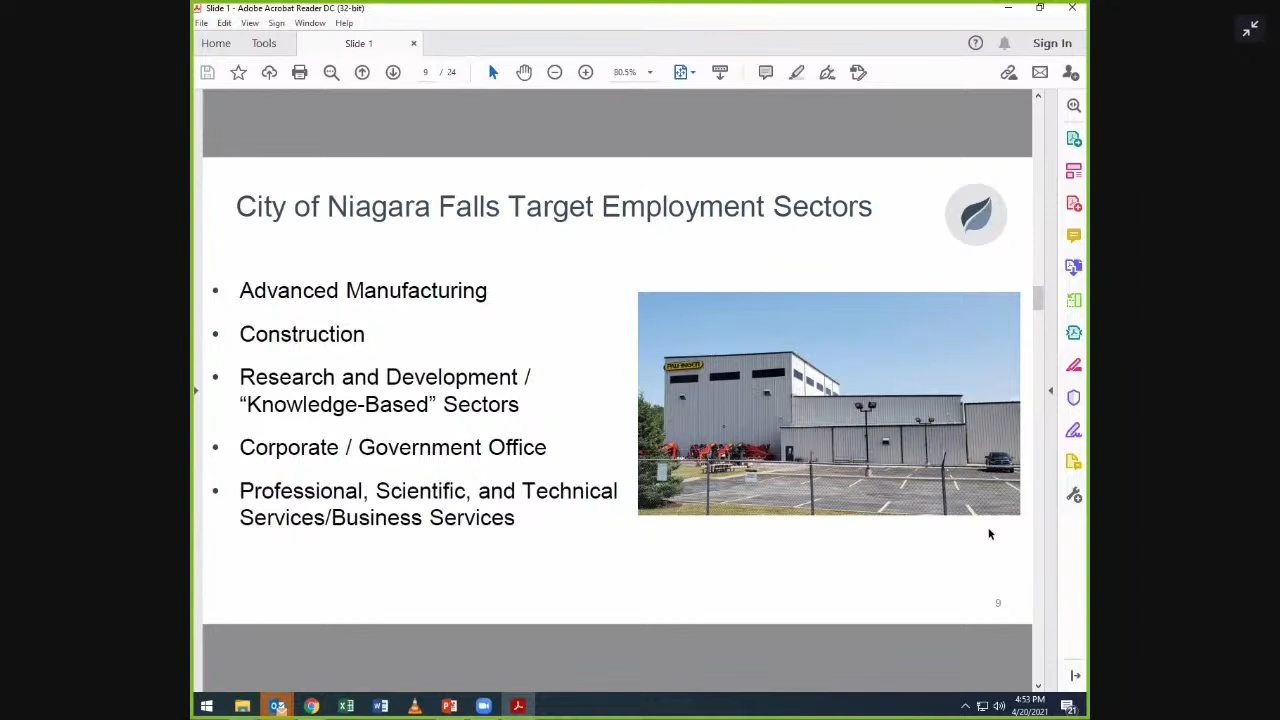 Slide 1 - Adobe Acrobat Reader DC (32-bit)
File Edit View Sign Window Help
Home Tools Slide 1 × Sign In
9 / 24 80.5%
City of Niagara Falls Target Employment Sectors
• Advanced Manufacturing
• Construction
• Research and Development /
“Knowledge-Based” Sectors
• Corporate / Government Office
• Professional, Scientific, and Technical
Services/Business Services
PALFINGER
9
4:53 PM
4/20/2021
21